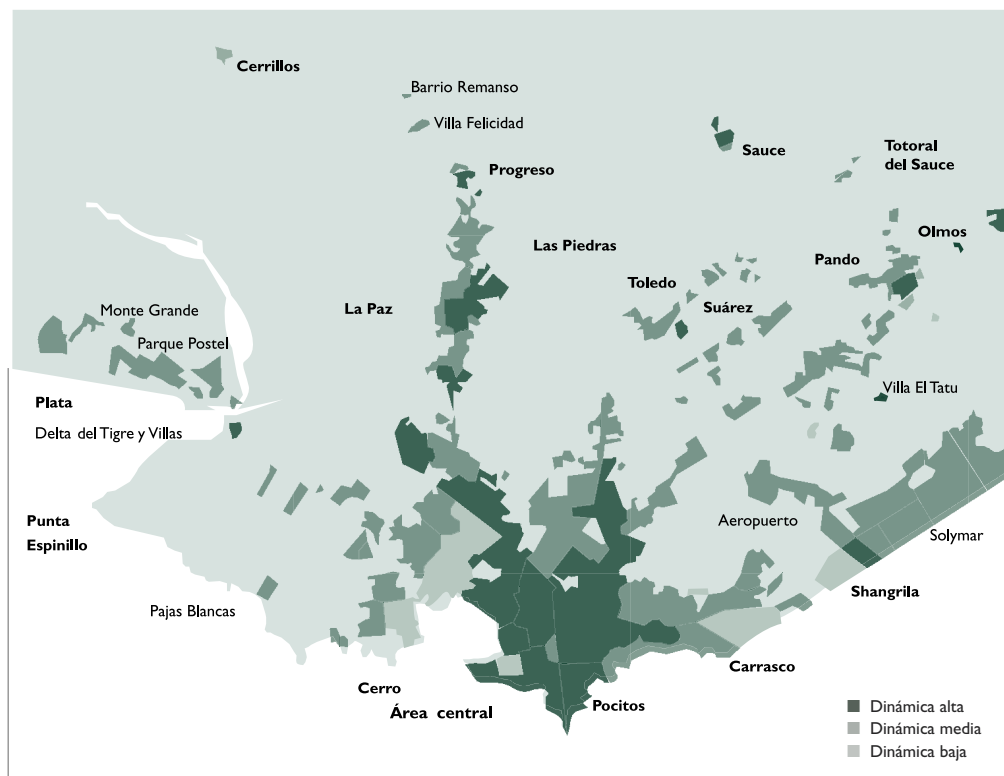 Cerrillos
Barrio Remanso
Villa Felicidad
Progreso
Sauce
Totoral
del Sauce
Olmos
Las Piedras
Pando
Toledo
La Paz
Suárez
Monte Grande
Parque Postel
Villa El Tatu
Plata
Delta del Tigre y Villas
Aeropuerto
Punta
Espinillo
Solymar
Shangrila
Pajas Blancas
Carrasco
Cerro
Área central
Pocitos
Dinámica alta
Dinámica media
Dinámica baja